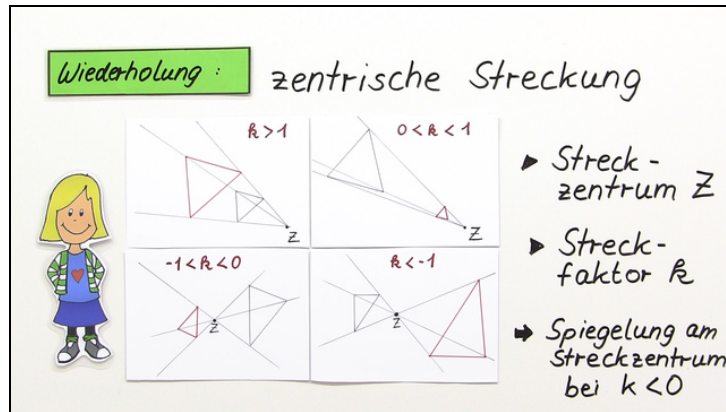 Wiederholung :
zentrische Streckung
k>1
Z
0<k<1
Z
-1<k<0
Z
k<-1
Z
▸ Streck-
zentrum Z
▸ Streck-
faktor k
➡ Spiegelung am
Streckzentrum
bei k<0